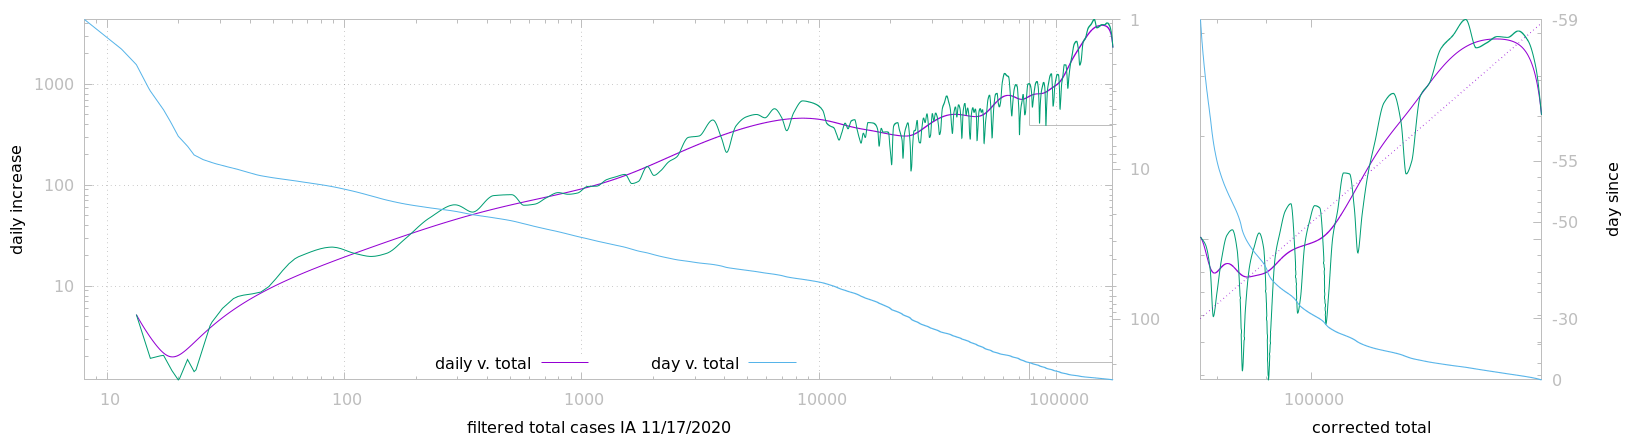 daily increase
1000
100
10
10
100
1000
10000
100000
1
10
100
daily v. total
day v. total
filtered total cases IA 11/17/2020
-59
-55
-50
-30
0
day since
100000
corrected total